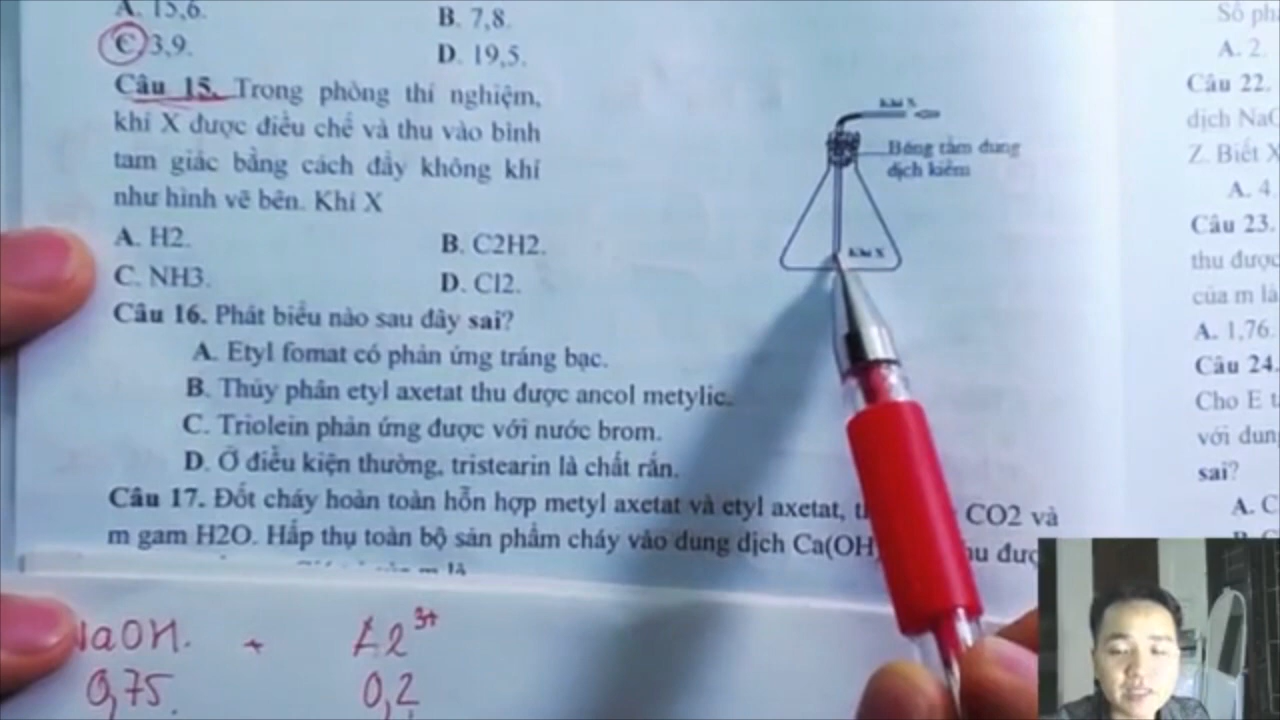 A. 15,6.
B. 7,8.
C 3,9.
D. 19,5.
Câu 15. Trong phòng thí nghiệm,
khí X được điều chế và thu vào bình
tam giác bằng cách đẩy không khí
như hình vẽ bên. Khí X
A. H2.
B. C2H2.
C. NH3.
D. Cl2.
Khí X
Bông tẩm dung
dịch kiềm
Khí X
Câu 16. Phát biểu nào sau đây sai?
A. Etyl fomat có phản ứng tráng bạc.
B. Thủy phân etyl axetat thu được ancol metylic.
C. Triolein phản ứng được với nước brom.
D. Ở điều kiện thường, tristearin là chất rắn.
Câu 17. Đốt cháy hoàn toàn hỗn hợp metyl axetat và etyl axetat, CO2 và
m gam H2O. Hấp thụ toàn bộ sản phẩm cháy vào dung dịch Ca(OH
NaOH. +
0,75. 0,2
Số
A. 2.
Câu 22.
dịch
Z. Biết X
A. 4
Câu 23.
thu được
của m là
A. 1,76.
Câu 24.
Cho E
với
sai?
A. C